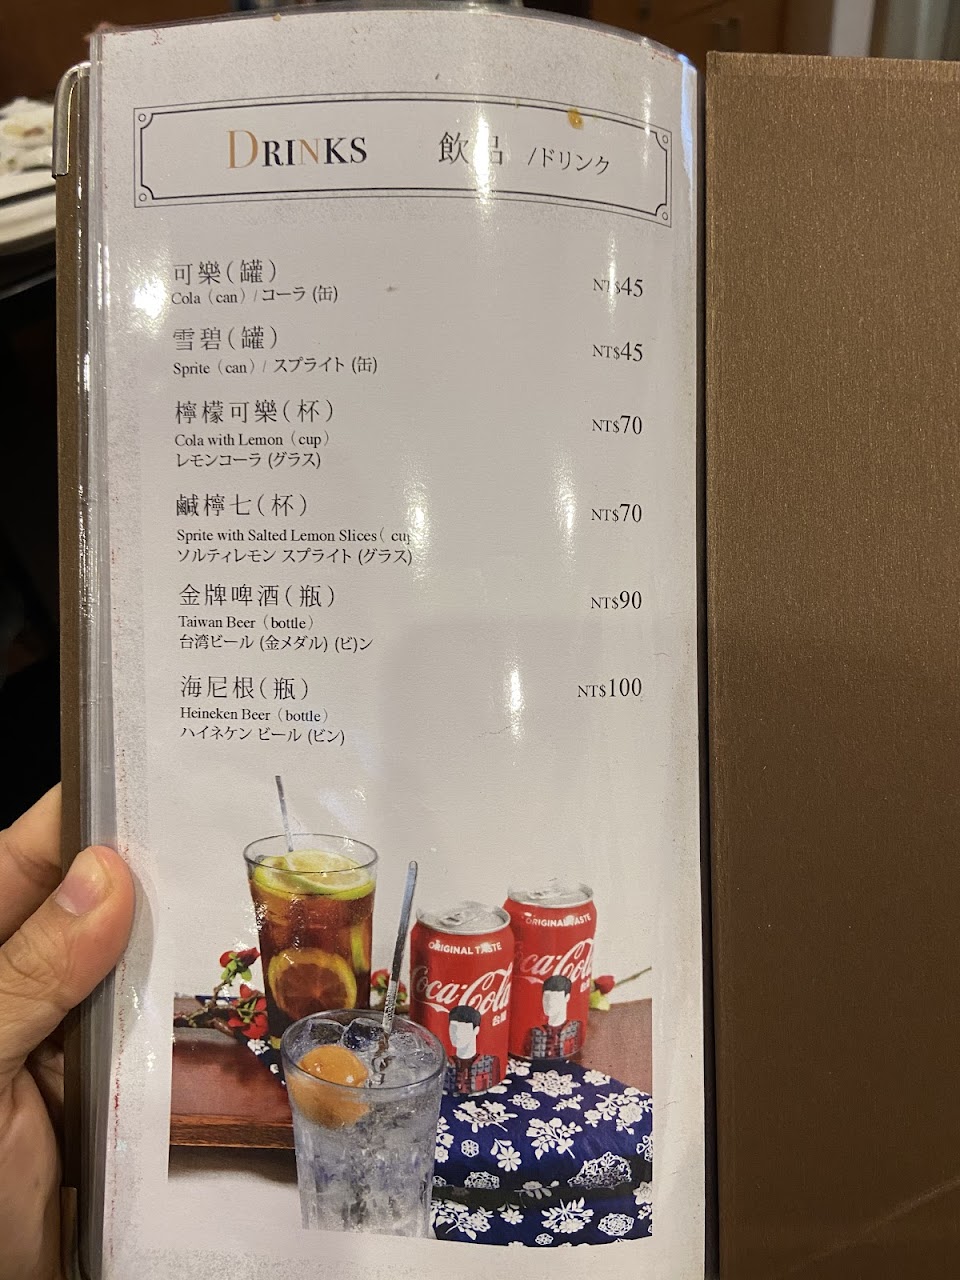 DRINKS 飲品 /ドリンク
可樂（罐） NT$45
Cola（can）/ コーラ (缶)
雪碧（罐） NT$45
Sprite（can）/ スプライト (缶)
檸檬可樂（杯） NT$70
Cola with Lemon（cup）
レモンコーラ (グラス)
鹹檸七（杯） NT$70
Sprite with Salted Lemon Slices（cup
ソルティレモン スプライト (グラス)
金牌啤酒（瓶） NT$90
Taiwan Beer（bottle）
台湾ビール (金メダル) (ビ)ン
海尼根（瓶） NT$100
Heineken Beer（bottle）
ハイネケン ビール (ビン)
ORIGINAL TASTE
Coca-Cola
ORIGINAL TASTE
Coca-Cola